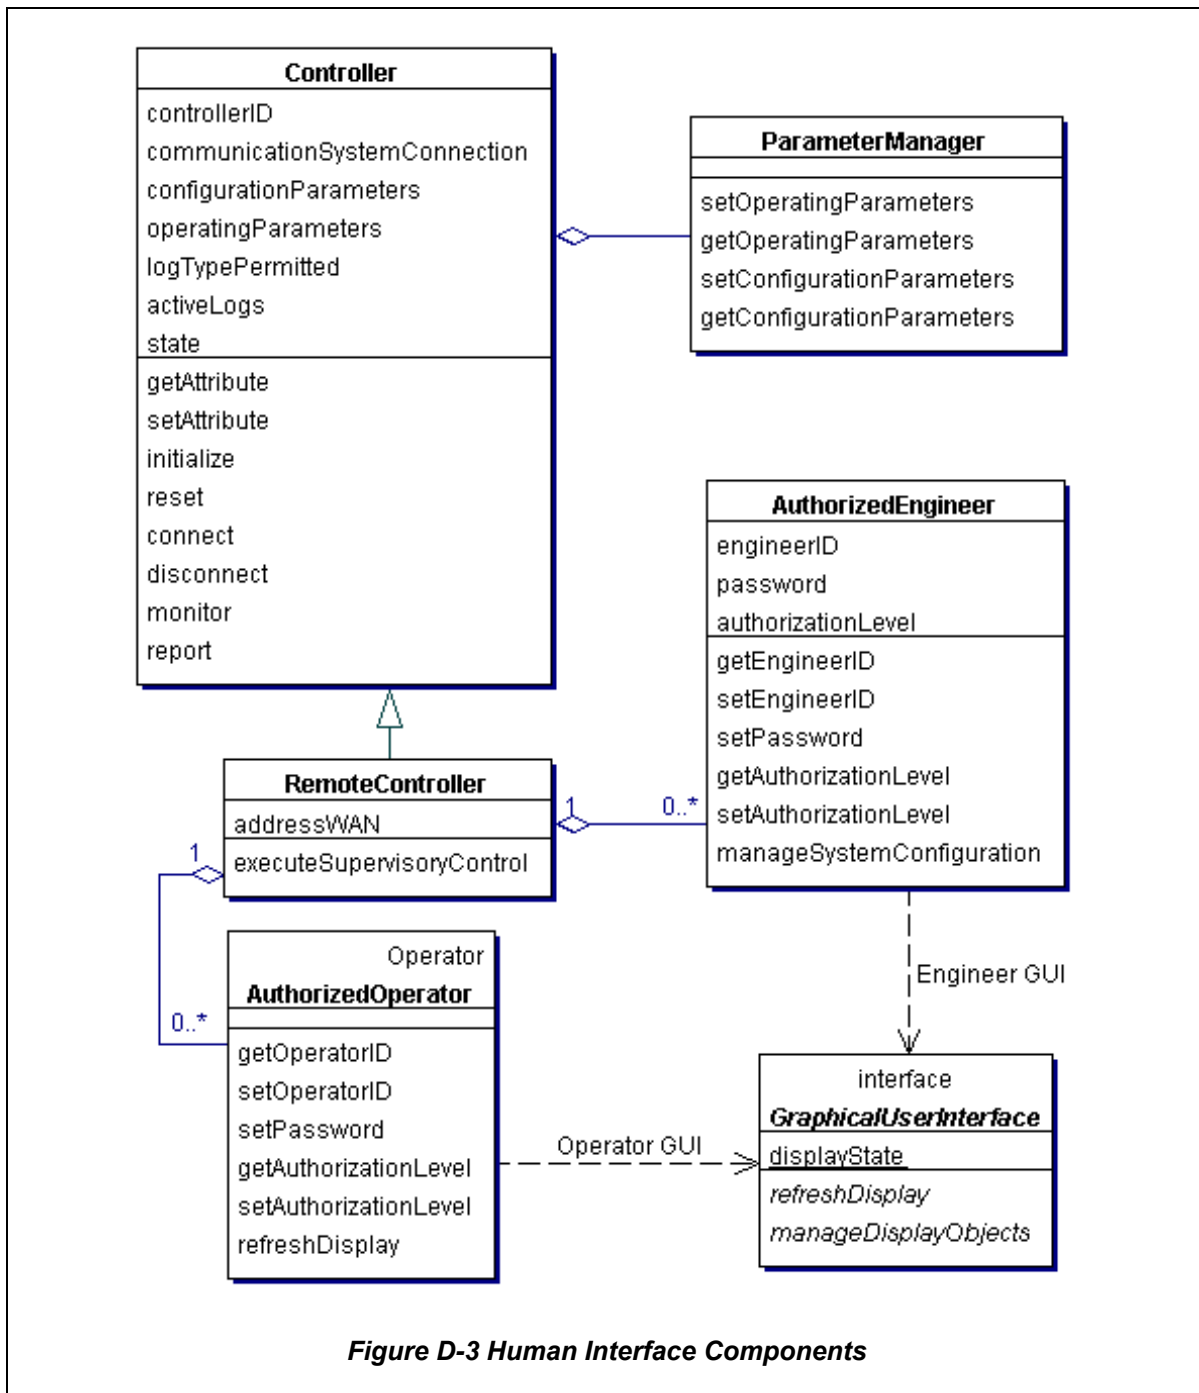 Controller
controllerID
communicationSystemConnection
configurationParameters
operatingParameters
logTypePermitted
activeLogs
state
getAttribute
setAttribute
initialize
reset
connect
disconnect
monitor
report
ParameterManager
setOperatingParameters
getOperatingParameters
setConfigurationParameters
getConfigurationParameters
AuthorizedEngineer
engineerID
password
authorizationLevel
getEngineerID
setEngineerID
setPassword
getAuthorizationLevel
setAuthorizationLevel
manageSystemConfiguration
RemoteController
addressWAN
executeSupervisoryControl
1
0..*
1
0..*
Operator
AuthorizedOperator
getOperatorID
setOperatorID
setPassword
getAuthorizationLevel
setAuthorizationLevel
refreshDisplay
Engineer GUI
Operator GUI
interface
GraphicalUserInterface
displayState
refreshDisplay
manageDisplayObjects
Figure D-3 Human Interface Components